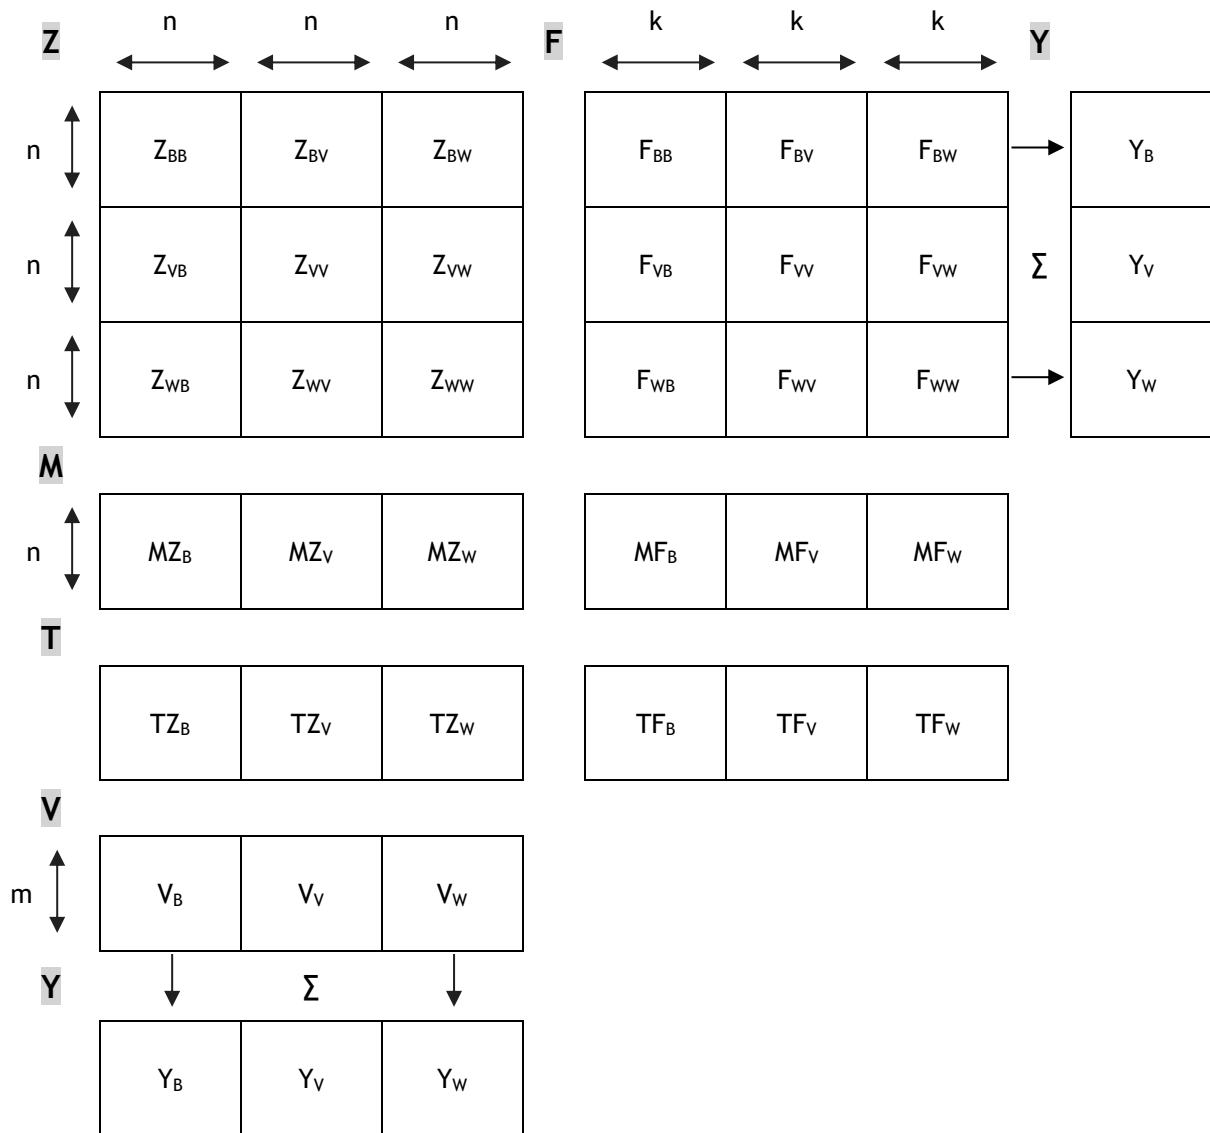 n n n k k k
Z F Y
n Z_BB Z_BV Z_BW F_BB F_BV F_BW Y_B
n Z_VB Z_VV Z_VW F_VB F_VV F_VW Σ Y_V
n Z_WB Z_WV Z_WW F_WB F_WV F_WW Y_W
M
n MZ_B MZ_V MZ_W MF_B MF_V MF_W
T
TZ_B TZ_V TZ_W TF_B TF_V TF_W
V
m V_B V_V V_W
Y Σ
Y_B Y_V Y_W